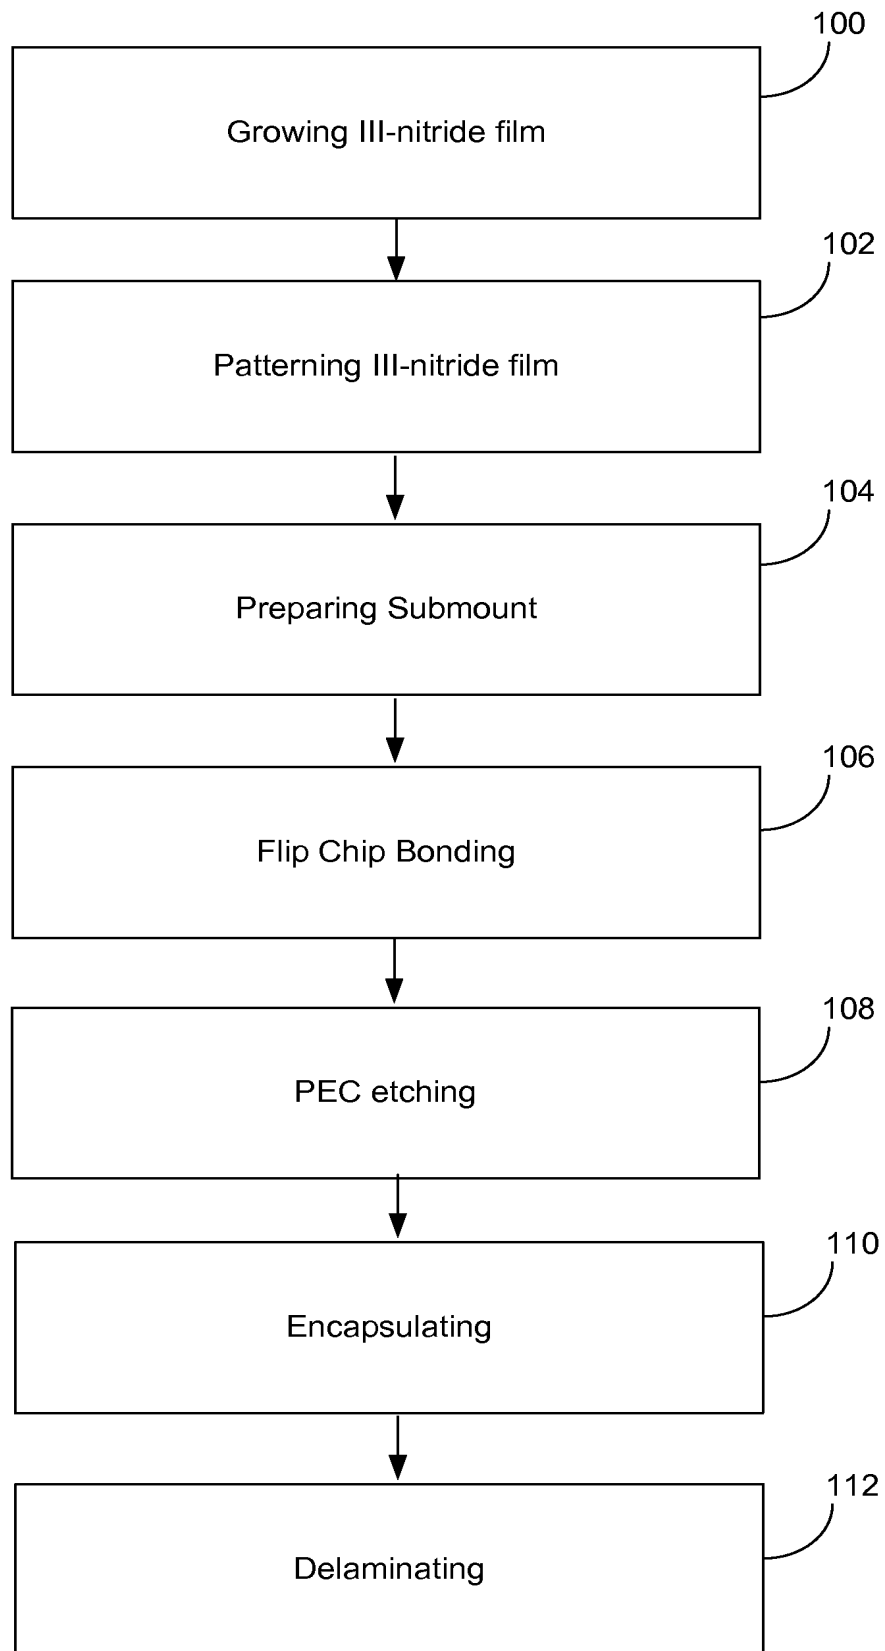 100
Growing III-nitride film
102
Patterning III-nitride film
104
Preparing Submount
106
Flip Chip Bonding
108
PEC etching
110
Encapsulating
112
Delaminating